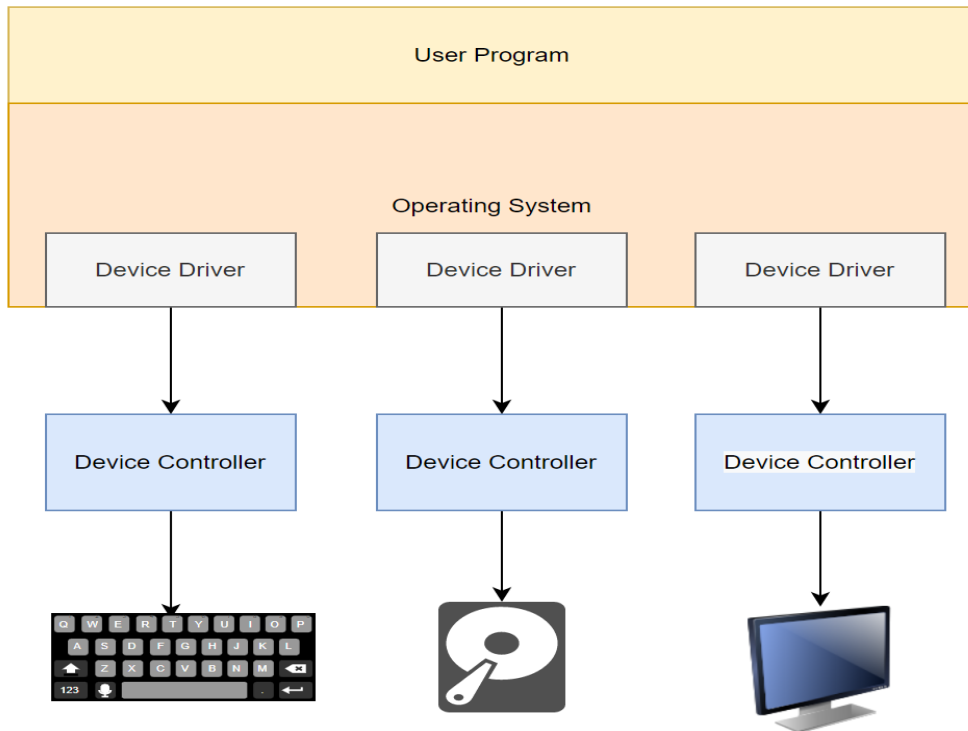 User Program
Operating System
Device Driver Device Driver Device Driver
Device Controller Device Controller Device Controller
Q W E R T Y U I O P
A S D F G H J K L
Z X C V B N M
123 .